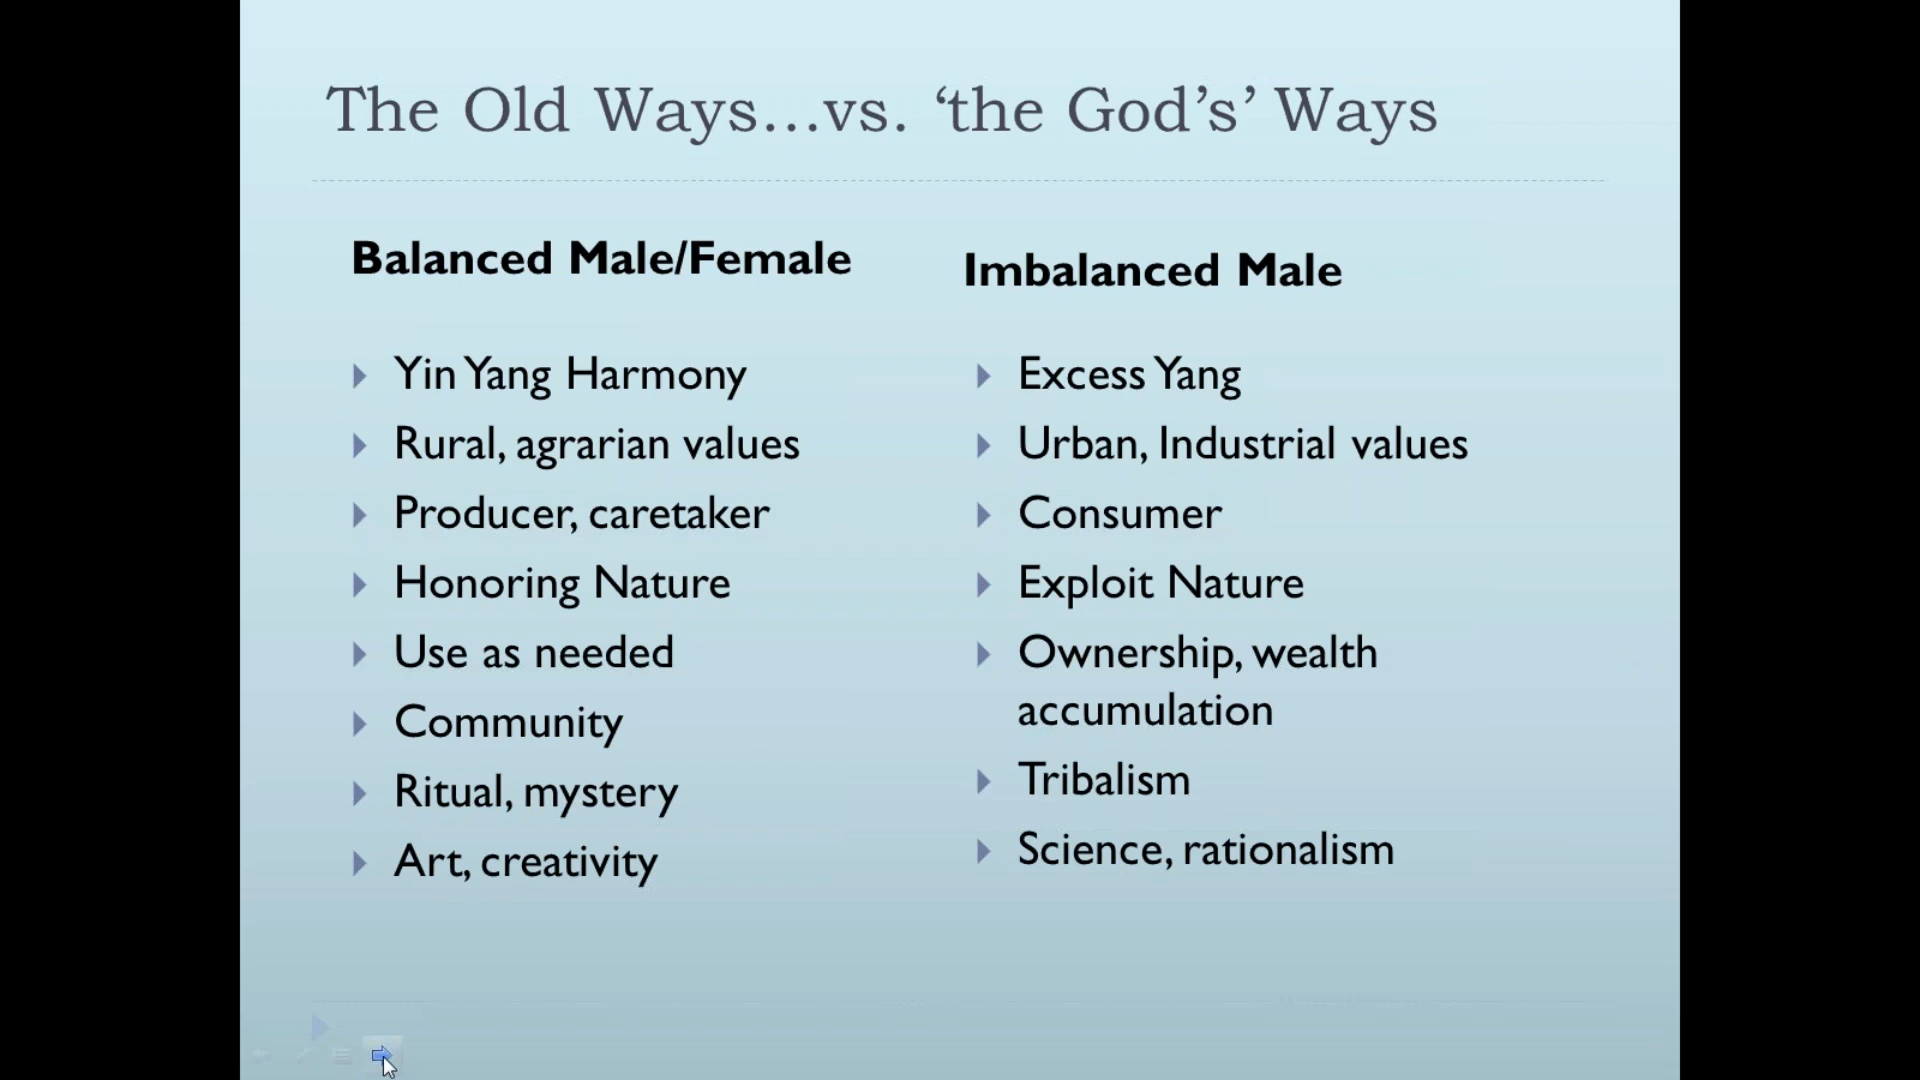 The Old Ways...vs. ‘the God’s’ Ways
Balanced Male/Female
Yin Yang Harmony
Rural, agrarian values
Producer, caretaker
Honoring Nature
Use as needed
Community
Ritual, mystery
Art, creativity
Imbalanced Male
Excess Yang
Urban, Industrial values
Consumer
Exploit Nature
Ownership, wealth
accumulation
Tribalism
Science, rationalism